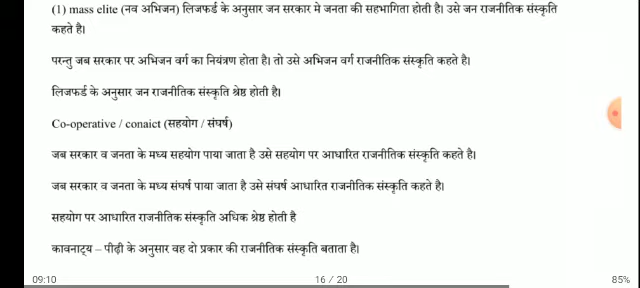 (1) mass elite (नव अभिजन) लिजफर्ड के अनुसार जन सरकार मे जनता की सहभागिता होती है। उसे जन राजनीतिक संस्कृति
कहते है।
परन्तु जब सरकार पर अभिजन वर्ग का नियंत्रण होता है। तो उसे अभिजन वर्ग राजनीतिक संस्कृति कहते है।
लिजफर्ड के अनुसार जन राजनीतिक संस्कृति श्रेष्ठ होती है।
Co-operative / conaict (सहयोग / संघर्ष)
जब सरकार व जनता के मध्य सहयोग पाया जाता है उसे सहयोग पर आधारित राजनीतिक संस्कृति कहते है।
जब सरकार व जनता के मध्य संघर्ष पाया जाता है उसे संघर्ष आधारित राजनीतिक संस्कृति कहते है।
सहयोग पर आधारित राजनीतिक संस्कृति अधिक श्रेष्ठ होती है
कावनाट्य – पीढ़ी के अनुसार वह दो प्रकार की राजनीतिक संस्कृति बताता है।
09:10 16 / 20 85%